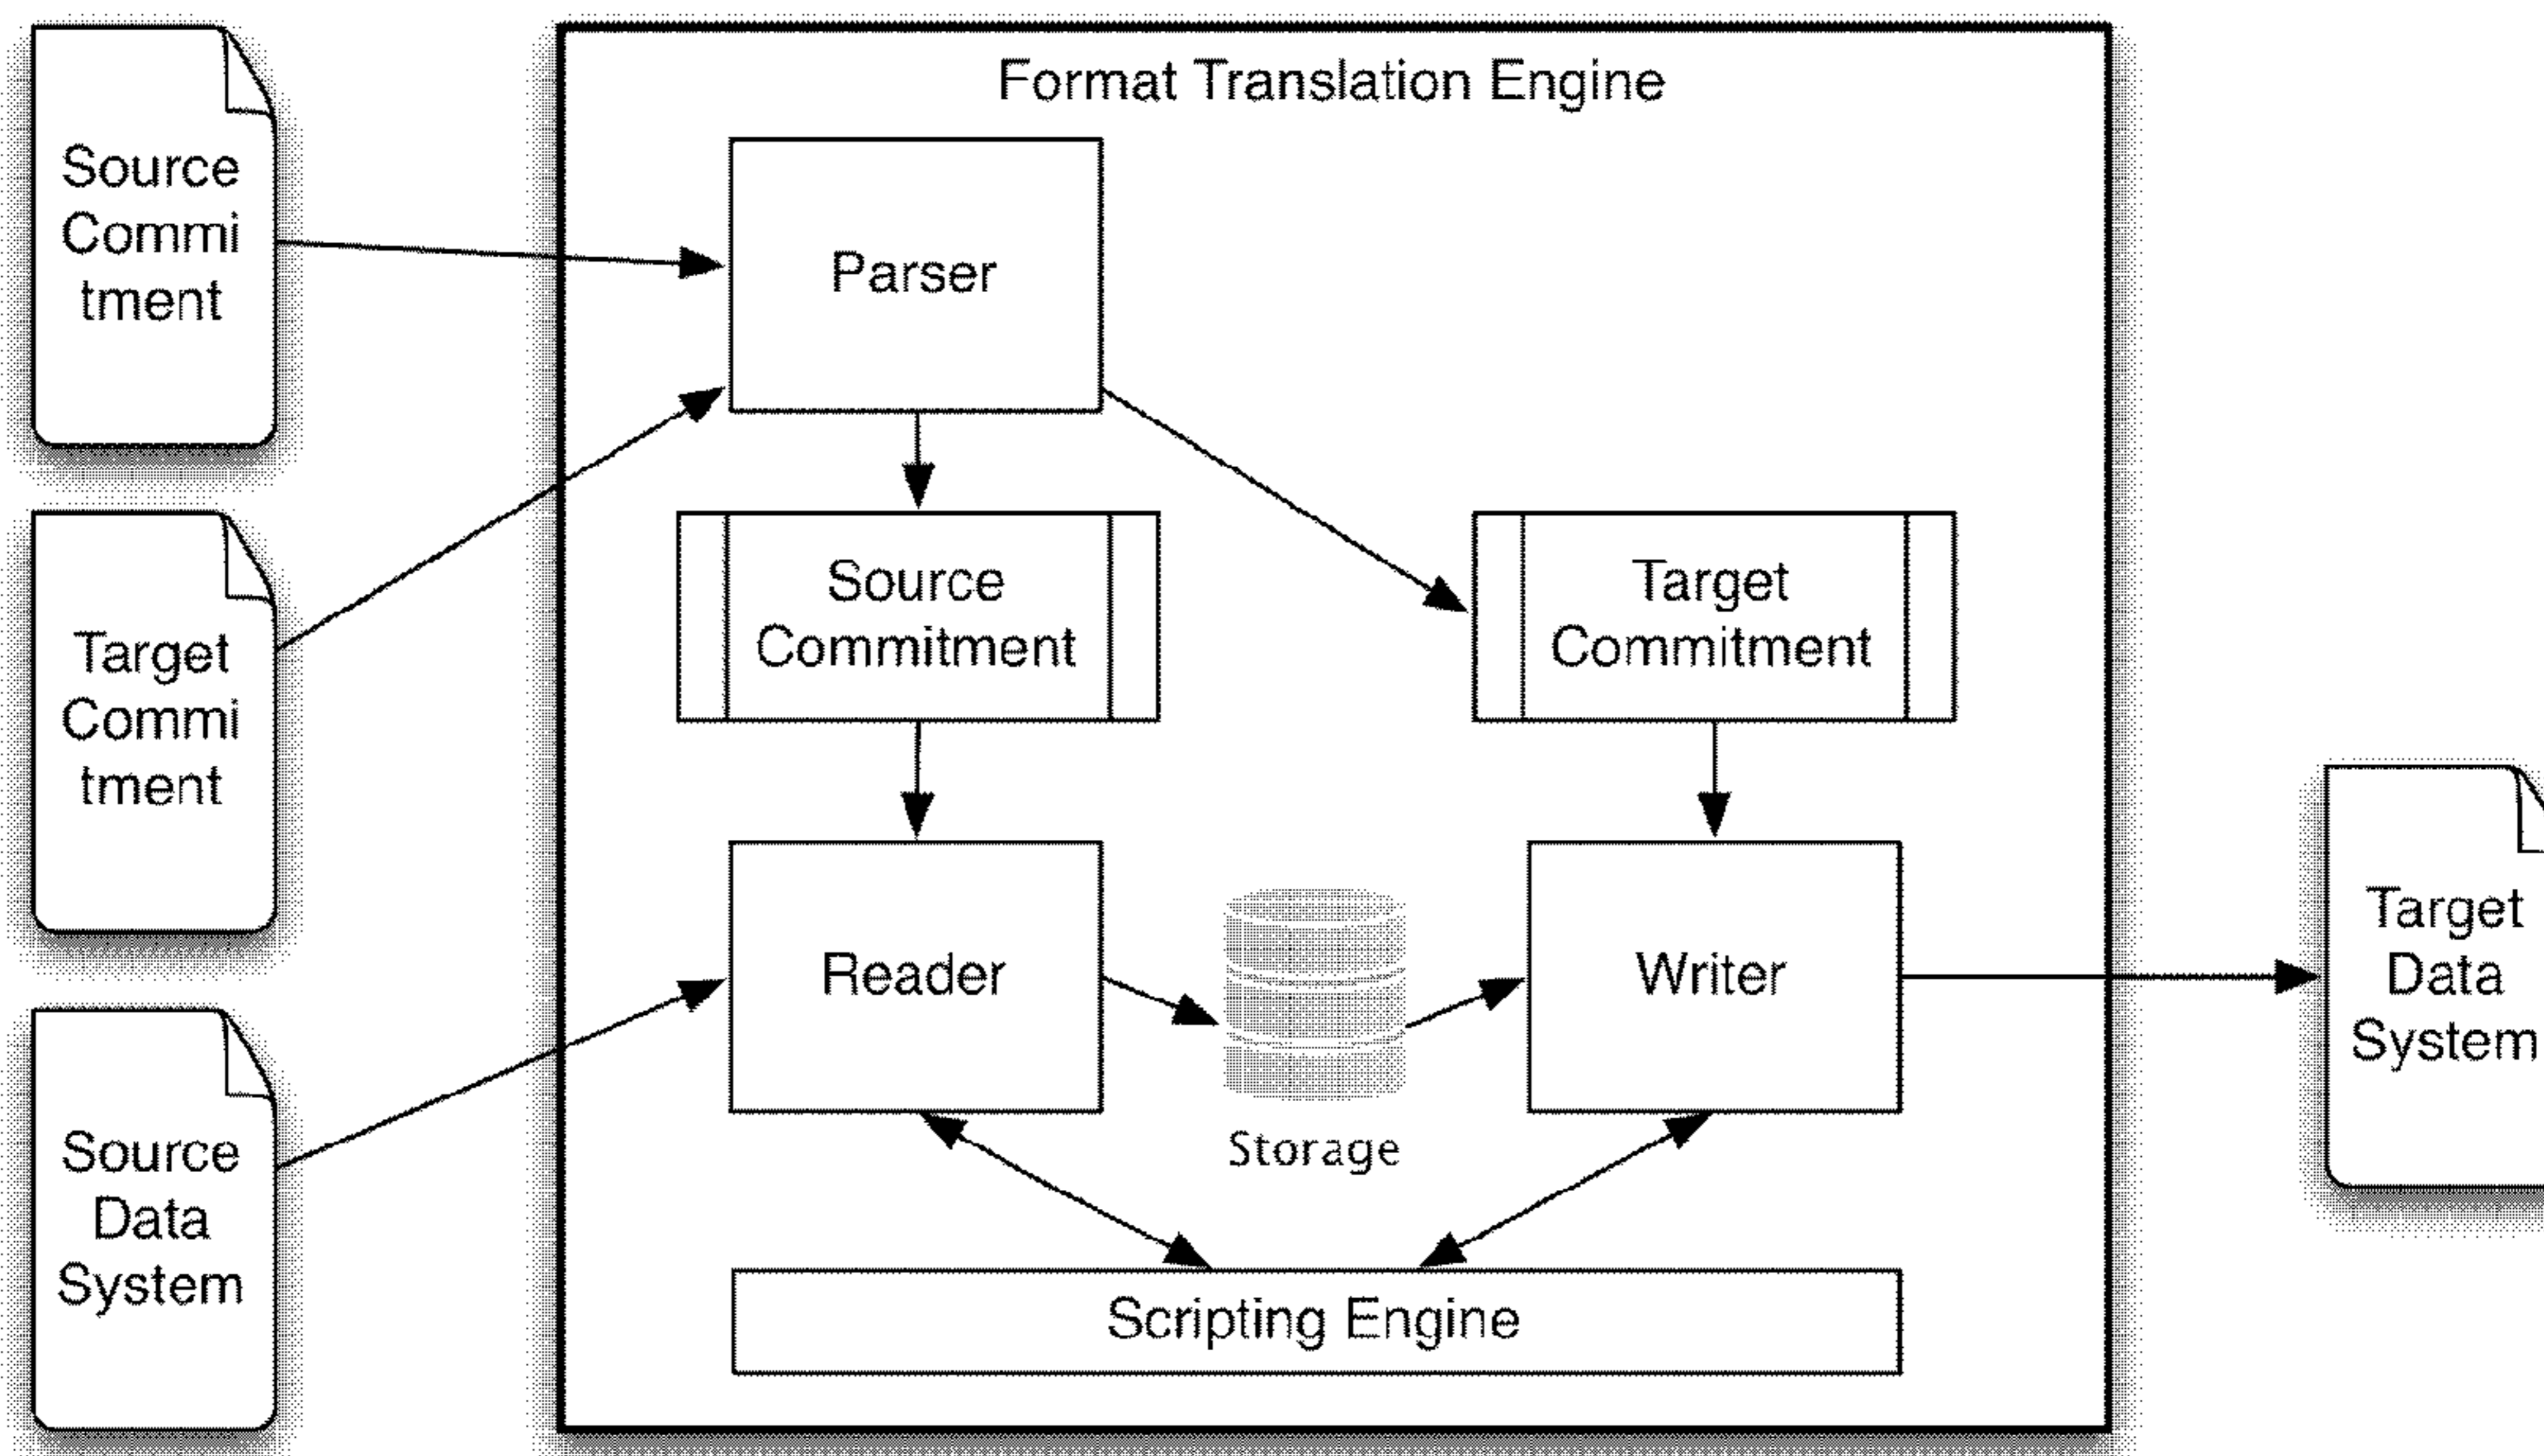 Format Translation Engine
Source
Commi
tment
Parser
Target
Commi
tment
Source
Commitment
Target
Commitment
Source
Data
System
Reader
Storage
Writer
Target
Data
System
Scripting Engine